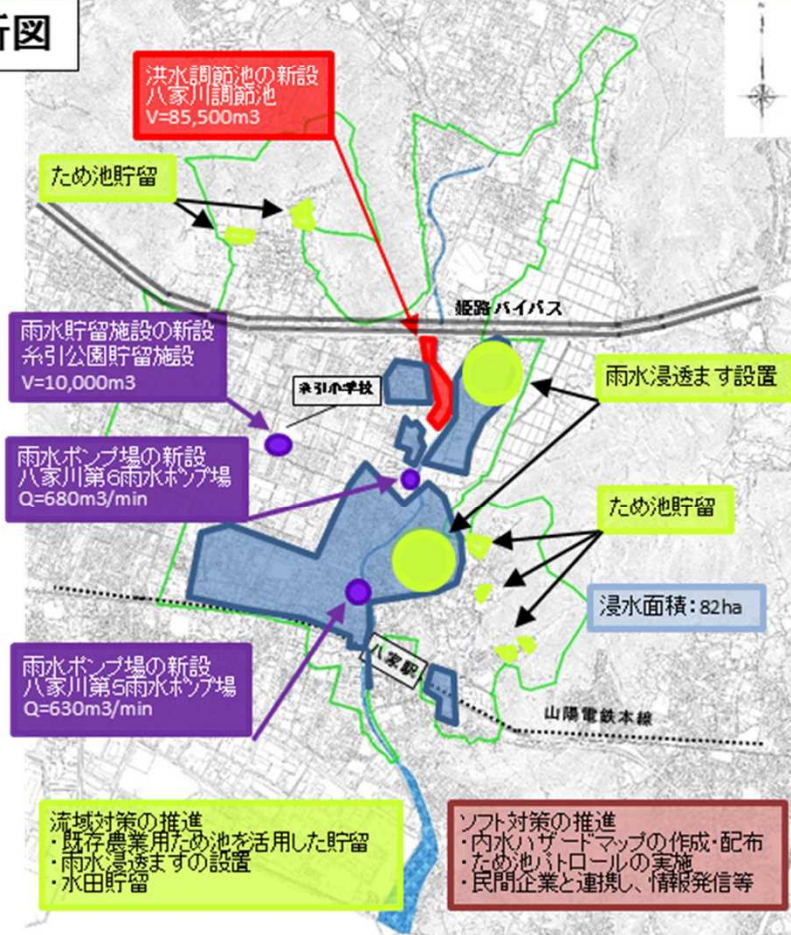 図
洪水調節池の新設
八家川調節池
V=85,500m3
ため池貯留
姫路バイパス
雨水貯留施設の新設
糸引公園貯留施設
V=10,000m3
糸引小学校
雨水浸透ます設置
雨水ポンプ場の新設
八家川第6雨水ポンプ場
Q=680m3/min
ため池貯留
浸水面積:82ha
雨水ポンプ場の新設
八家川第5雨水ポンプ場
Q=630m3/min
八家駅
山陽電鉄本線
流域対策の推進
・既存農業用ため池を活用した貯留
・雨水浸透ますの設置
・水田貯留
ソフト対策の推進
・内水ハザードマップの作成・配布
・ため池パトロールの実施
・民間企業と連携し、情報発信等